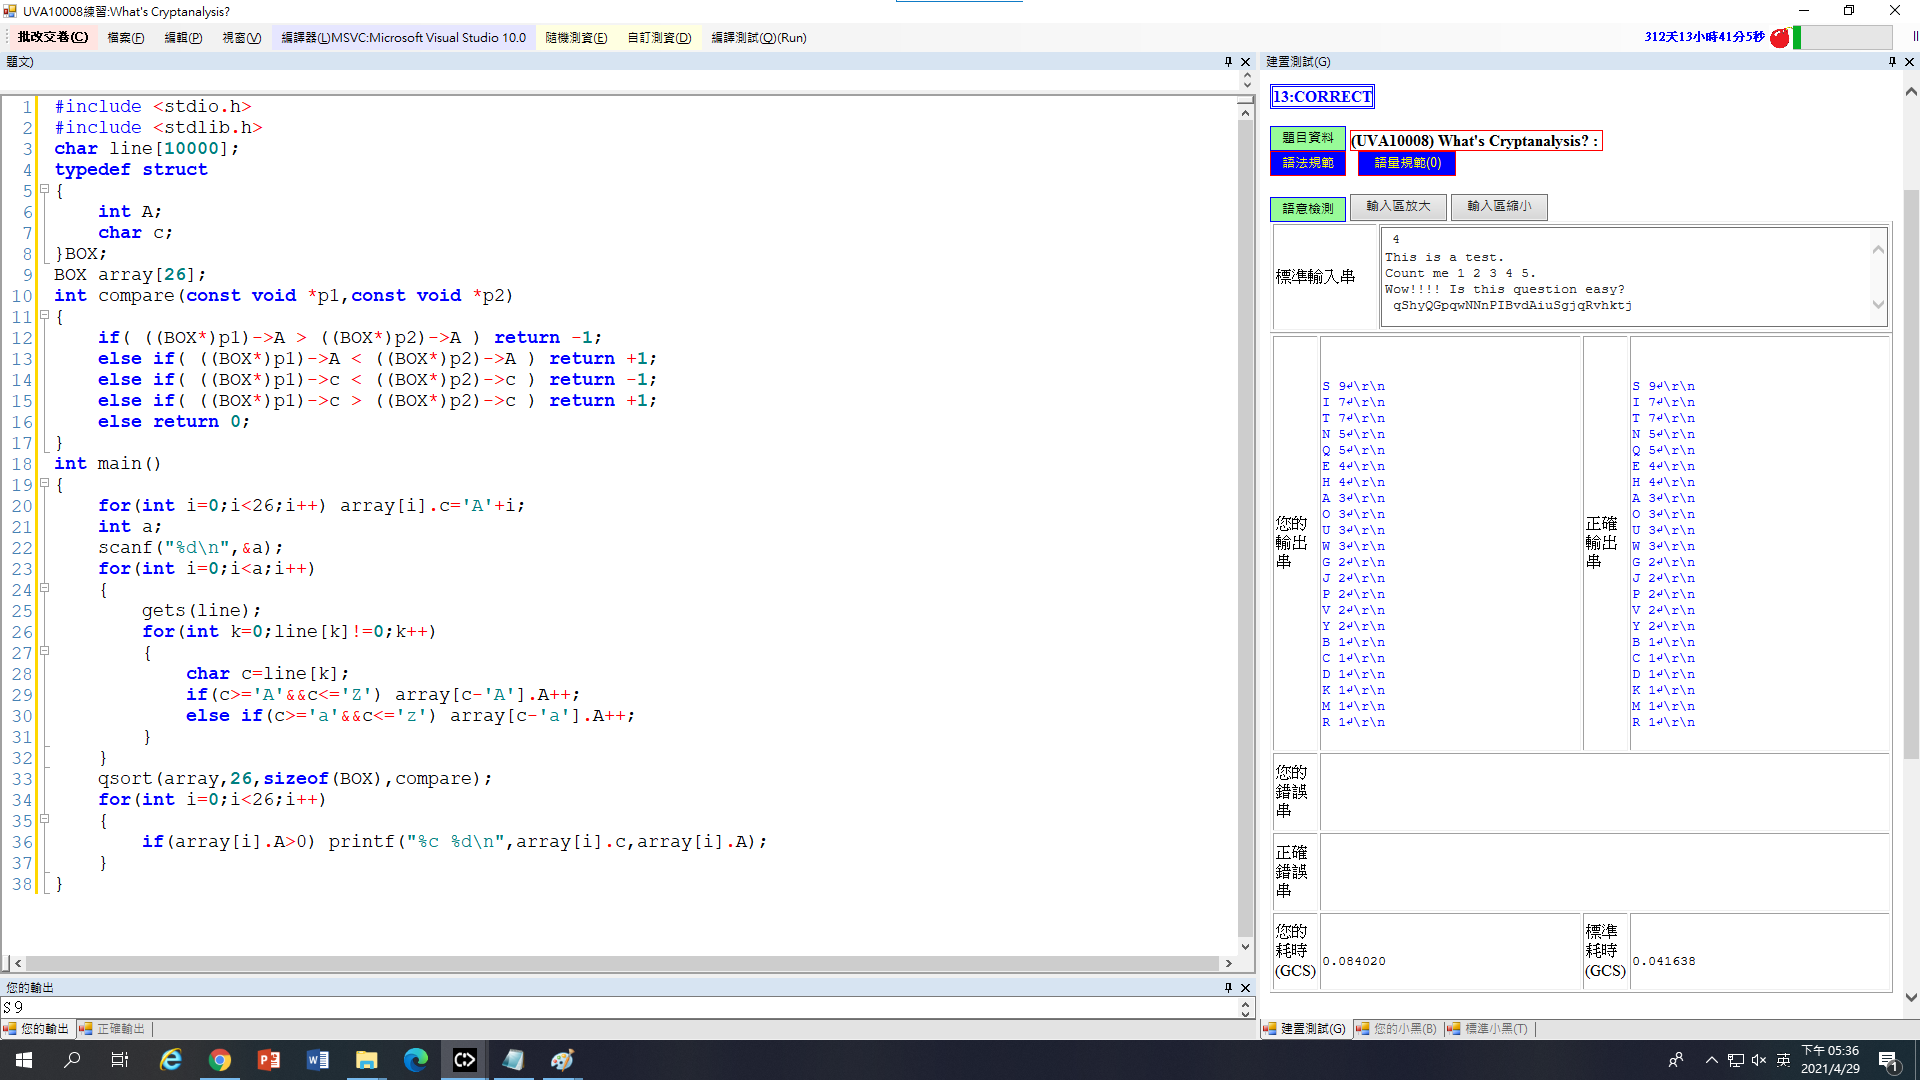 UVA10008練習:What's Cryptanalysis?
批改交卷(C) 檔案(F) 編輯(P) 視窗(V) 編譯器(L)MSVC:Microsoft Visual Studio 10.0 隨機測資(E) 自訂測資(D) 編譯測試(Q)(Run) 312天13小時41分5秒
題文)
1 #include <stdio.h>
2 #include <stdlib.h>
3 char line[10000];
4 typedef struct
5 {
6 int A;
7 char c;
8 }BOX;
9 BOX array[26];
10 int compare(const void *p1,const void *p2)
11 {
12 if( ((BOX*)p1)->A > ((BOX*)p2)->A ) return -1;
13 else if( ((BOX*)p1)->A < ((BOX*)p2)->A ) return +1;
14 else if( ((BOX*)p1)->c < ((BOX*)p2)->c ) return -1;
15 else if( ((BOX*)p1)->c > ((BOX*)p2)->c ) return +1;
16 else return 0;
17 }
18 int main()
19 {
20 for(int i=0;i<26;i++) array[i].c='A'+i;
21 int a;
22 scanf("%d\n",&a);
23 for(int i=0;i<a;i++)
24 {
25 gets(line);
26 for(int k=0;line[k]!=0;k++)
27 {
28 char c=line[k];
29 if(c>='A'&&c<='Z') array[c-'A'].A++;
30 else if(c>='a'&&c<='z') array[c-'a'].A++;
31 }
32 }
33 qsort(array,26,sizeof(BOX),compare);
34 for(int i=0;i<26;i++)
35 {
36 if(array[i].A>0) printf("%c %d\n",array[i].c,array[i].A);
37 }
38 }
您的輸出
S 9
您的輸出 正確輸出
建置測試(G)
13:CORRECT
題目資料 (UVA10008) What's Cryptanalysis? :
語法規範 語量規範(0)
語意檢測 輸入區放大 輸入區縮小
標準輸入串
4
This is a test.
Count me 1 2 3 4 5.
Wow!!!! Is this question easy?
qShyQGpqwNNnPIBvdAiuSgjqRvhktj
您的輸出串
S 9↵\r\n
I 7↵\r\n
T 7↵\r\n
N 5↵\r\n
Q 5↵\r\n
E 4↵\r\n
H 4↵\r\n
A 3↵\r\n
O 3↵\r\n
U 3↵\r\n
W 3↵\r\n
G 2↵\r\n
J 2↵\r\n
P 2↵\r\n
V 2↵\r\n
Y 2↵\r\n
B 1↵\r\n
C 1↵\r\n
D 1↵\r\n
K 1↵\r\n
M 1↵\r\n
R 1↵\r\n
正確輸出串
S 9↵\r\n
I 7↵\r\n
T 7↵\r\n
N 5↵\r\n
Q 5↵\r\n
E 4↵\r\n
H 4↵\r\n
A 3↵\r\n
O 3↵\r\n
U 3↵\r\n
W 3↵\r\n
G 2↵\r\n
J 2↵\r\n
P 2↵\r\n
V 2↵\r\n
Y 2↵\r\n
B 1↵\r\n
C 1↵\r\n
D 1↵\r\n
K 1↵\r\n
M 1↵\r\n
R 1↵\r\n
您的錯誤串
正確錯誤串
您的耗時(GCS) 0.084020 標準耗時(GCS) 0.041638
建置測試(G) 您的小黑(B) 標準小黑(T)
英
下午 05:36
2021/4/29
1